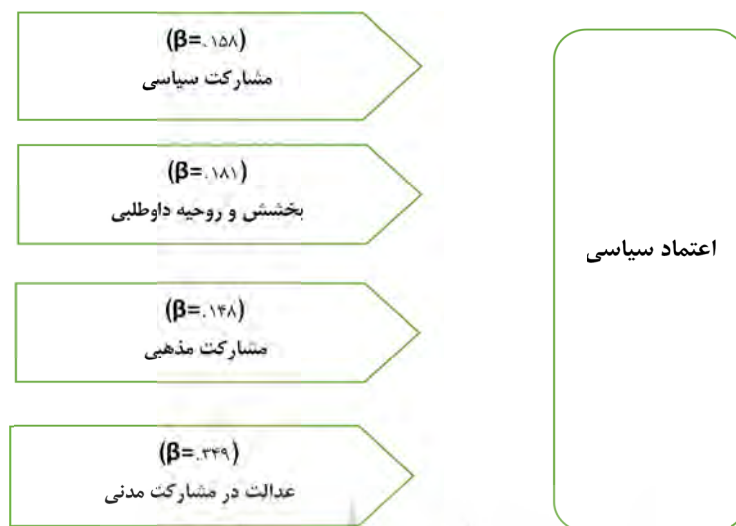 (β=.۱۵۸)
مشارکت سیاسی
(β=.۱۸۱)
بخشش و روحیه داوطلبی
(β=.۱۴۸)
مشارکت مذهبی
(β=.۳۴۹)
عدالت در مشارکت مدنی
اعتماد سیاسی